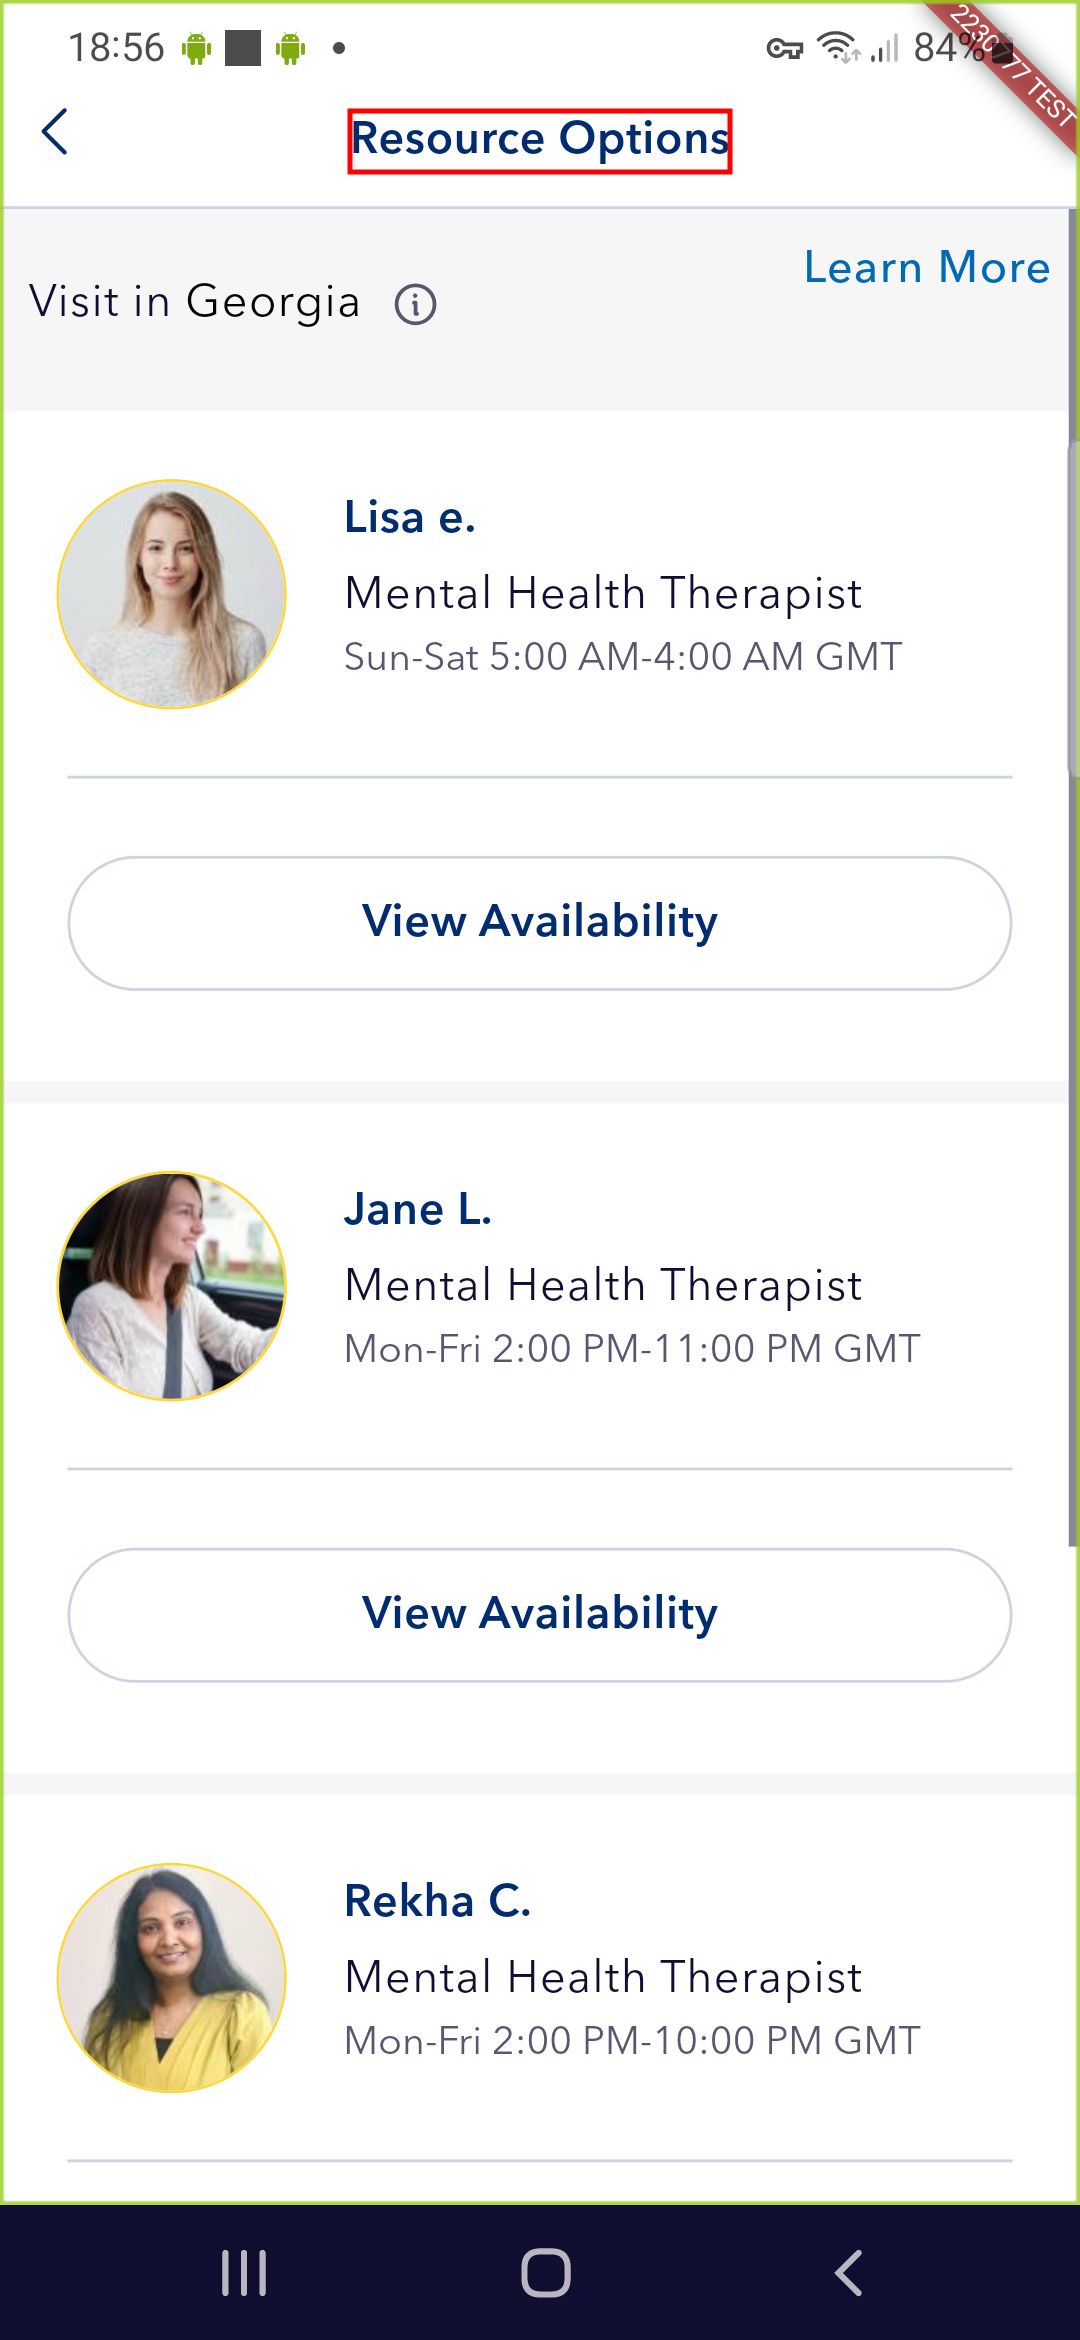 18:56
84%
2230777 TEST
Resource Options
Learn More
Visit in Georgia
Lisa e.
Mental Health Therapist
Sun-Sat 5:00 AM-4:00 AM GMT
View Availability
Jane L.
Mental Health Therapist
Mon-Fri 2:00 PM-11:00 PM GMT
View Availability
Rekha C.
Mental Health Therapist
Mon-Fri 2:00 PM-10:00 PM GMT